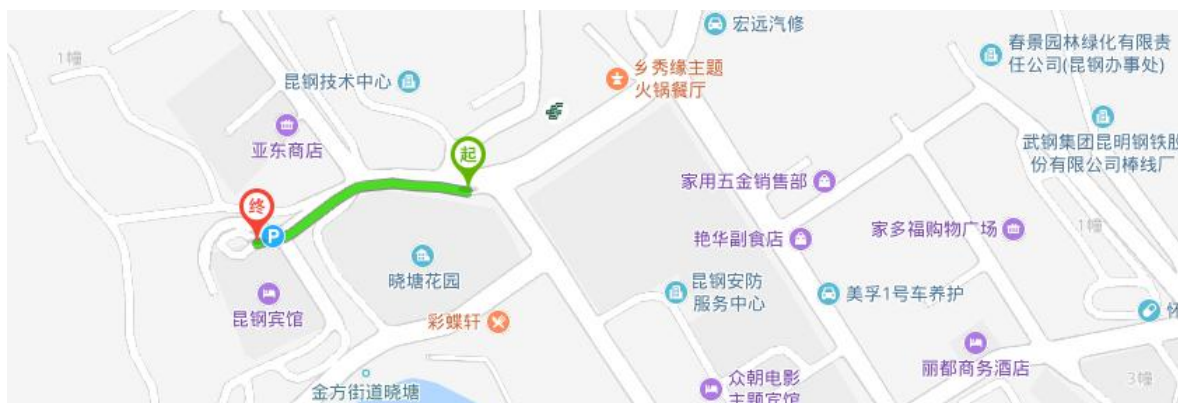 宏远汽修
春景园林绿化有限责
任公司(昆钢办事处)
1幢
昆钢技术中心
乡秀缘主题
火锅餐厅
亚东商店
起
武钢集团昆明钢铁股
份有限公司棒线厂
家用五金销售部
终
P
艳华副食店
家多福购物广场
1幢
晓塘花园
昆钢安防
服务中心
美孚1号车养护
昆钢宾馆
彩蝶轩
怀
丽都商务酒店
众朝电影
主题宾馆
3幢
金方街道晓塘